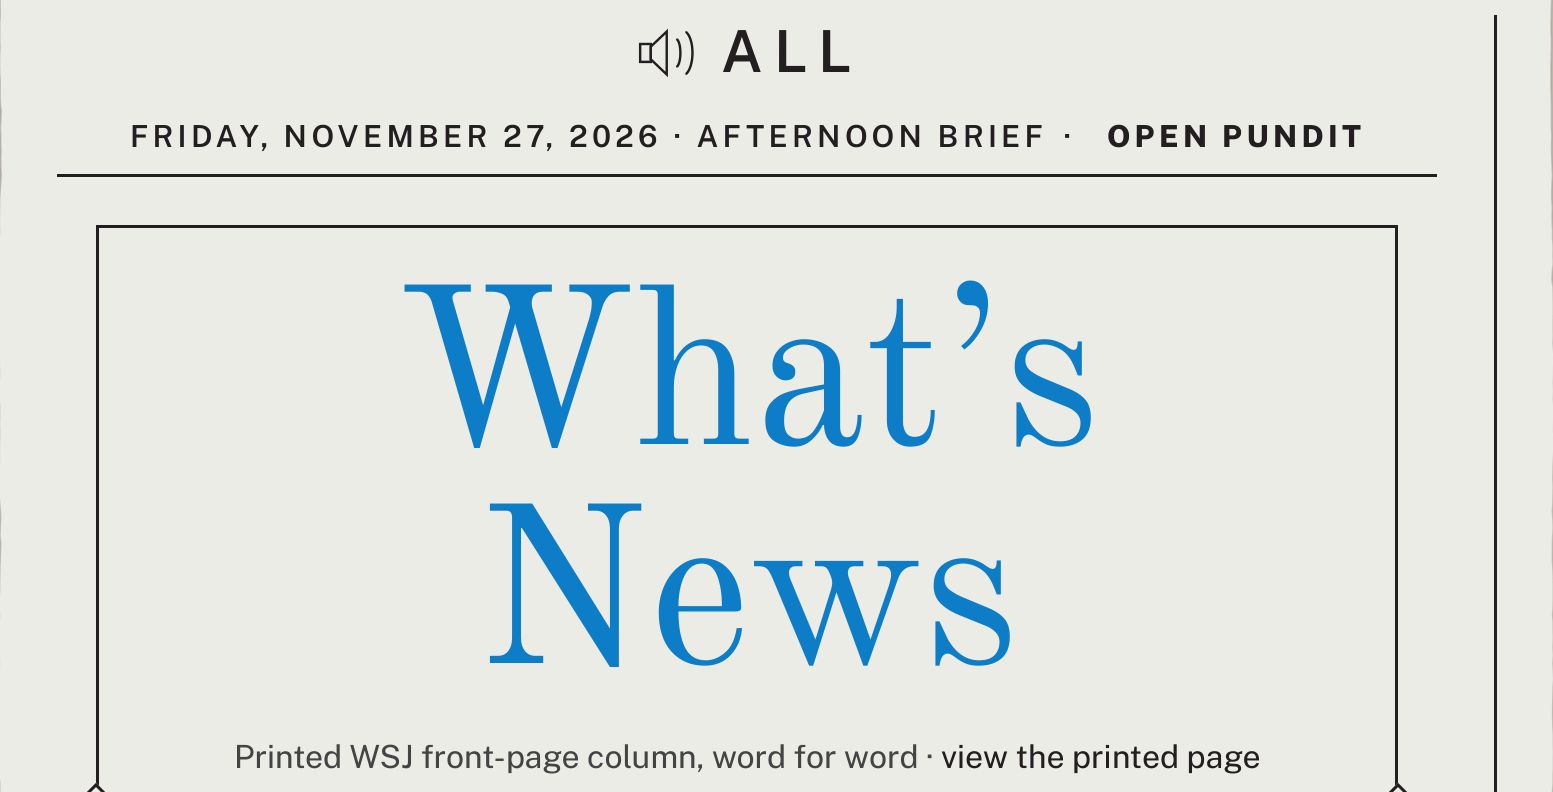 ALL
FRIDAY, NOVEMBER 27, 2026 · AFTERNOON BRIEF · OPEN PUNDIT
What’s
News
Printed WSJ front-page column, word for word · view the printed page